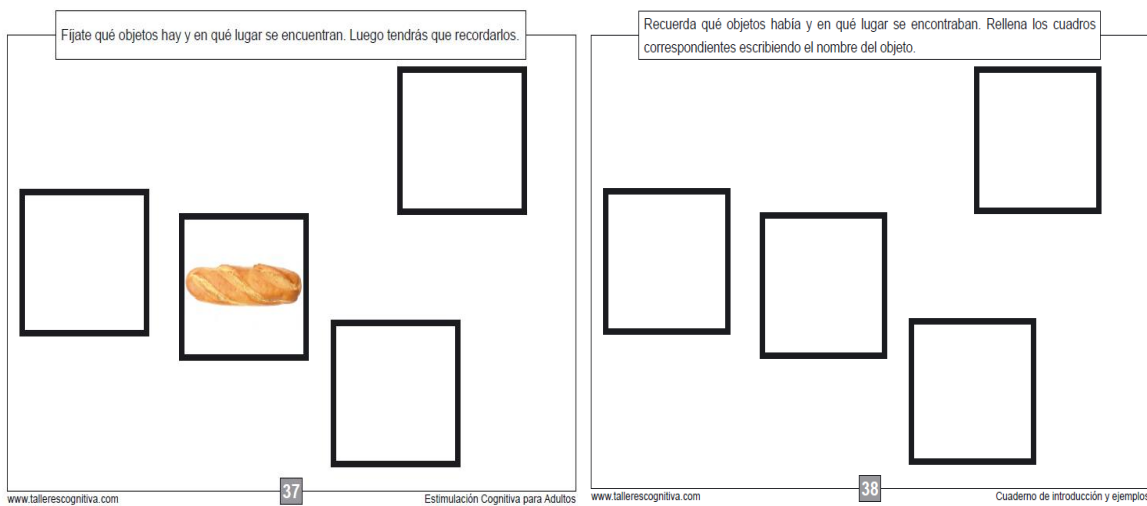 Fíjate qué objetos hay y en qué lugar se encuentran. Luego tendrás que recordarlos.
www.tallerescognitiva.com
37
Estimulación Cognitiva para Adultos
Recuerda qué objetos había y en qué lugar se encontraban. Rellena los cuadros
correspondientes escribiendo el nombre del objeto.
www.tallerescognitiva.com
38
Cuaderno de introducción y ejemplos